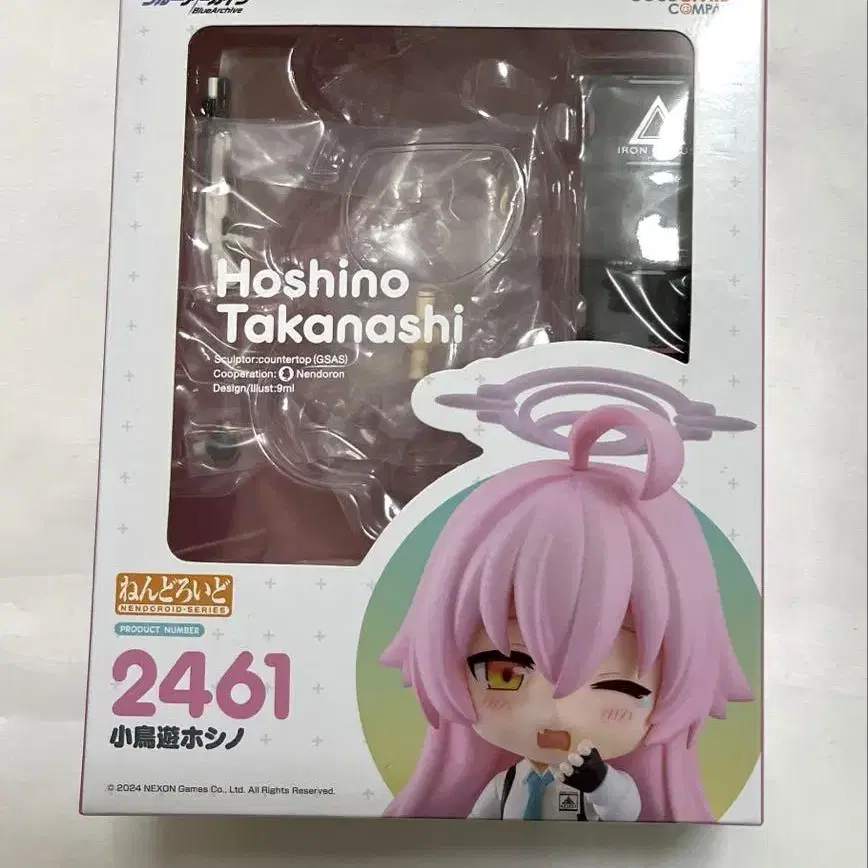 BlueArchive
COMPA
IRON
Hoshino
Takanashi
Sculptor:countertop (GSAS)
Cooperation: Nendoron
Design/Illust:9ml
ねんどろいど
NENDOROID-SERIES
PRODUCT NUMBER
2461
小鳥遊ホシノ
© 2024 NEXON Games Co., Ltd. All Rights Reserved.